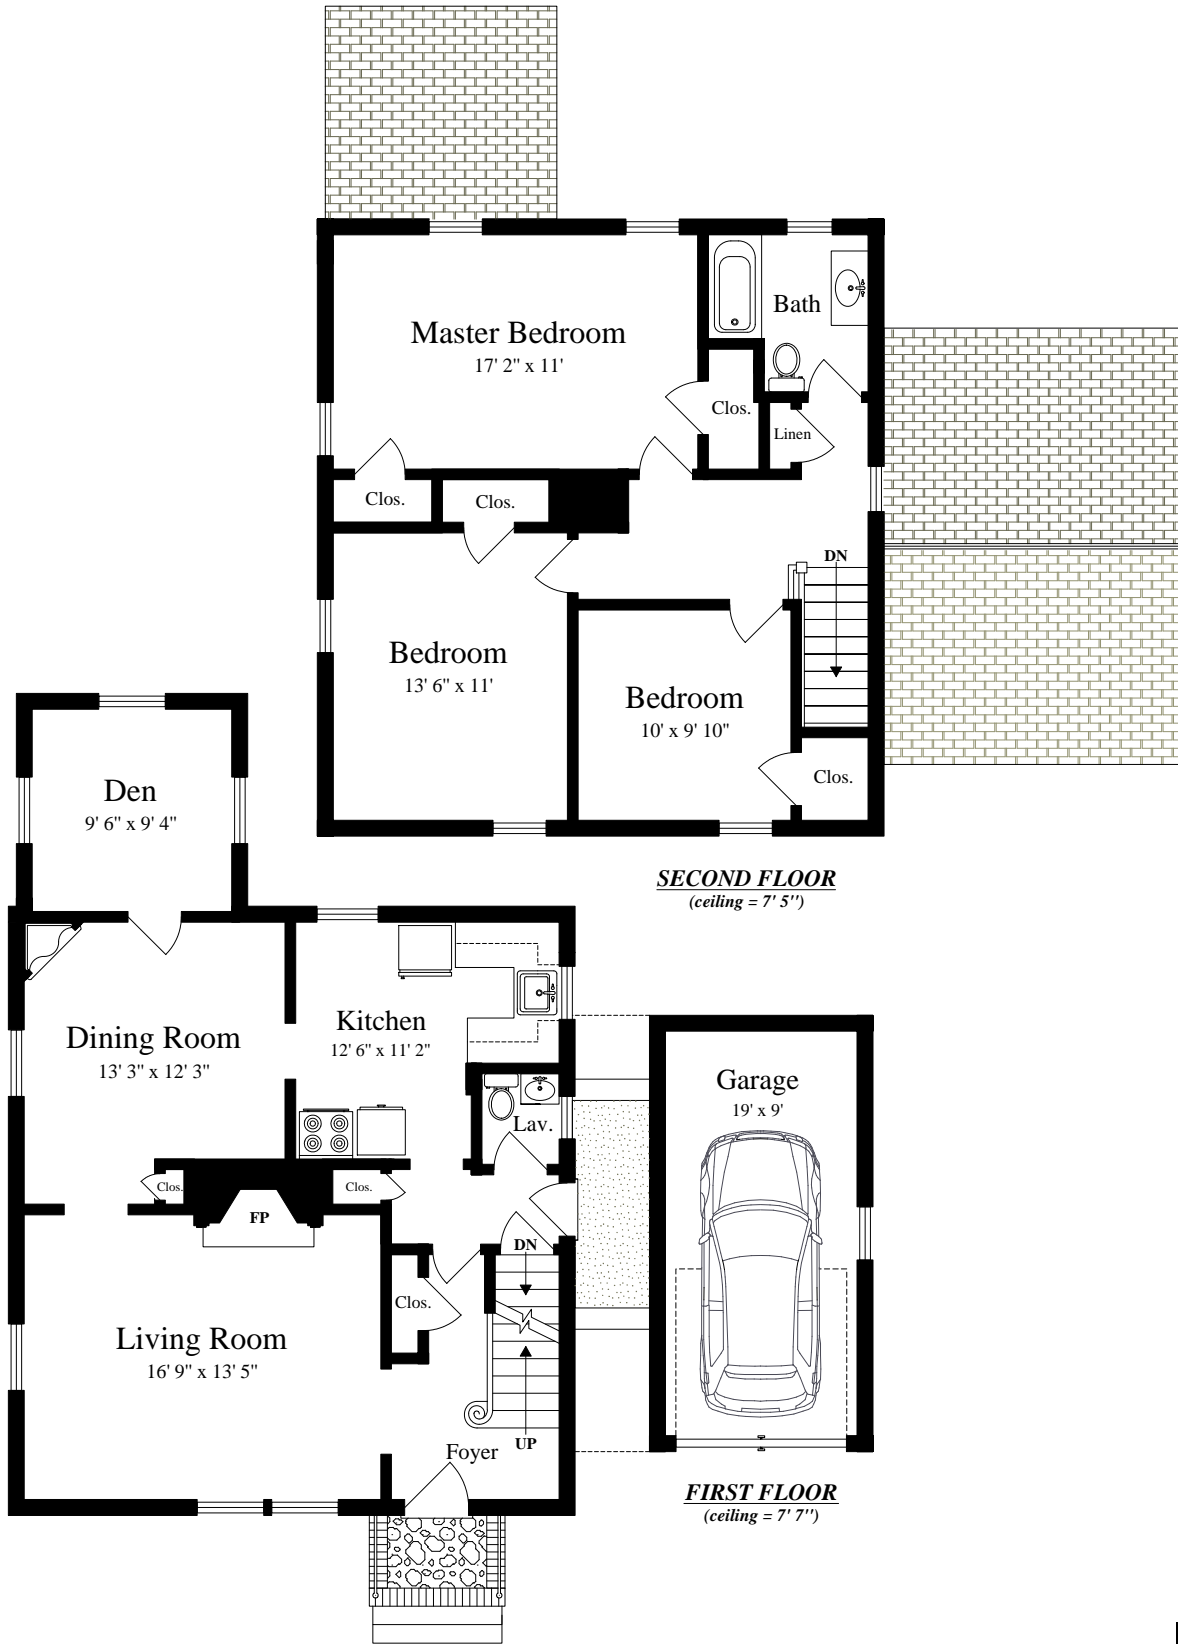 Bath
Master Bedroom
17' 2" x 11'
Clos.
Linen
Clos.
Clos.
DN
Bedroom
13' 6" x 11'
Bedroom
10' x 9' 10"
Clos.
SECOND FLOOR
(ceiling = 7' 5")
Den
9' 6" x 9' 4"
Kitchen
12' 6" x 11' 2"
Dining Room
13' 3" x 12' 3"
Garage
19' x 9'
Lav.
Clos.
Clos.
FP
DN
Clos.
Living Room
16' 9" x 13' 5"
UP
Foyer
FIRST FLOOR
(ceiling = 7' 7")